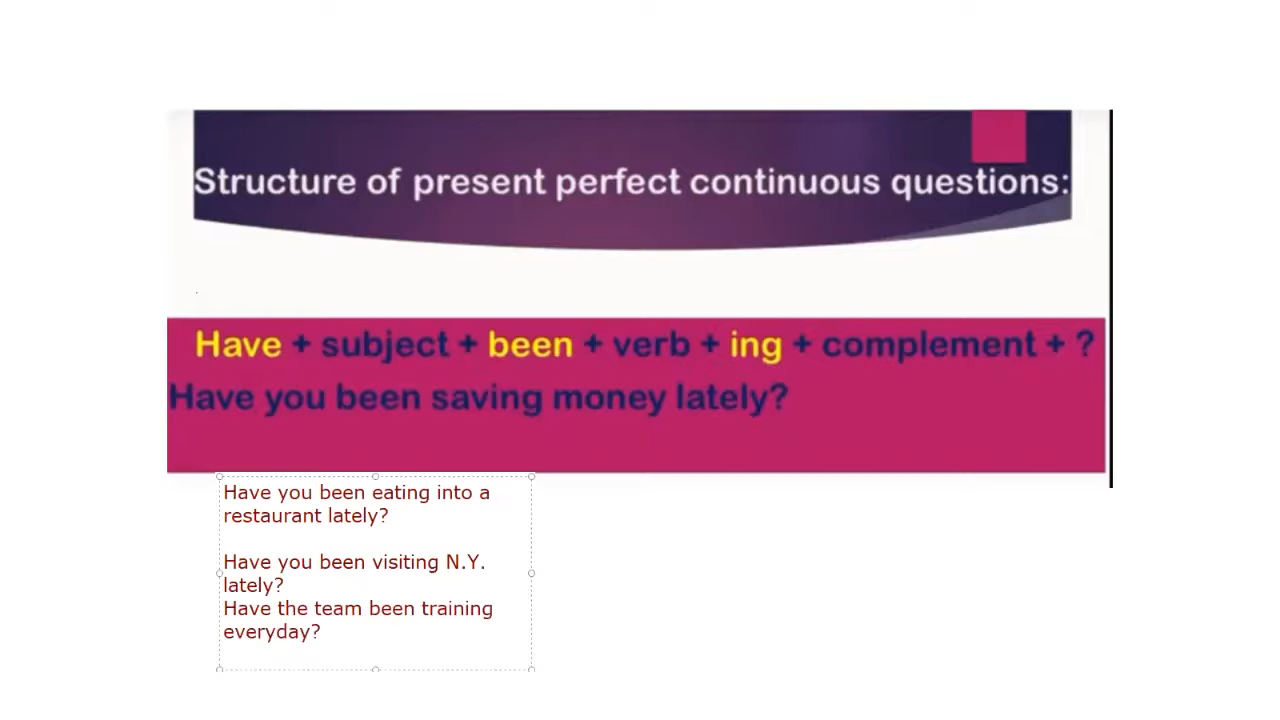 Structure of present perfect continuous questions:
Have + subject + been + verb + ing + complement + ?
Have you been saving money lately?
Have you been eating into a
restaurant lately?
Have you been visiting N.Y.
lately?
Have the team been training
everyday?